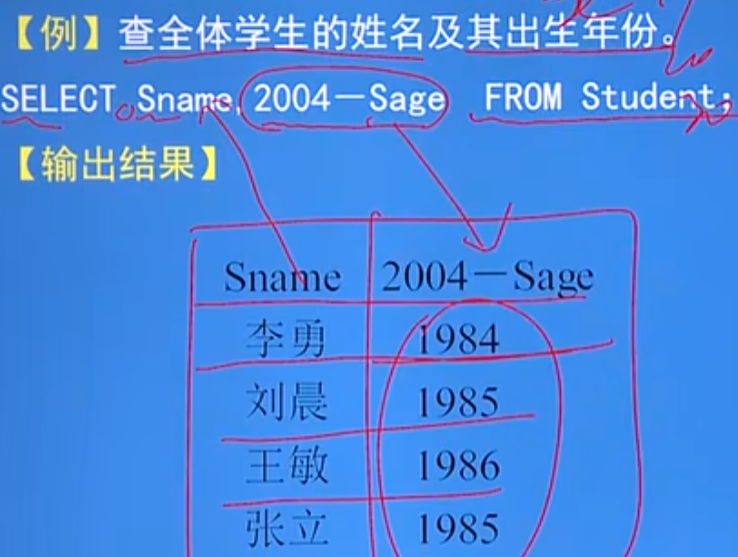 【例】查全体学生的姓名及其出生年份。
SELECT Sname,2004－Sage FROM Student;
【输出结果】
Sname 2004－Sage
李勇 1984
刘晨 1985
王敏 1986
张立 1985